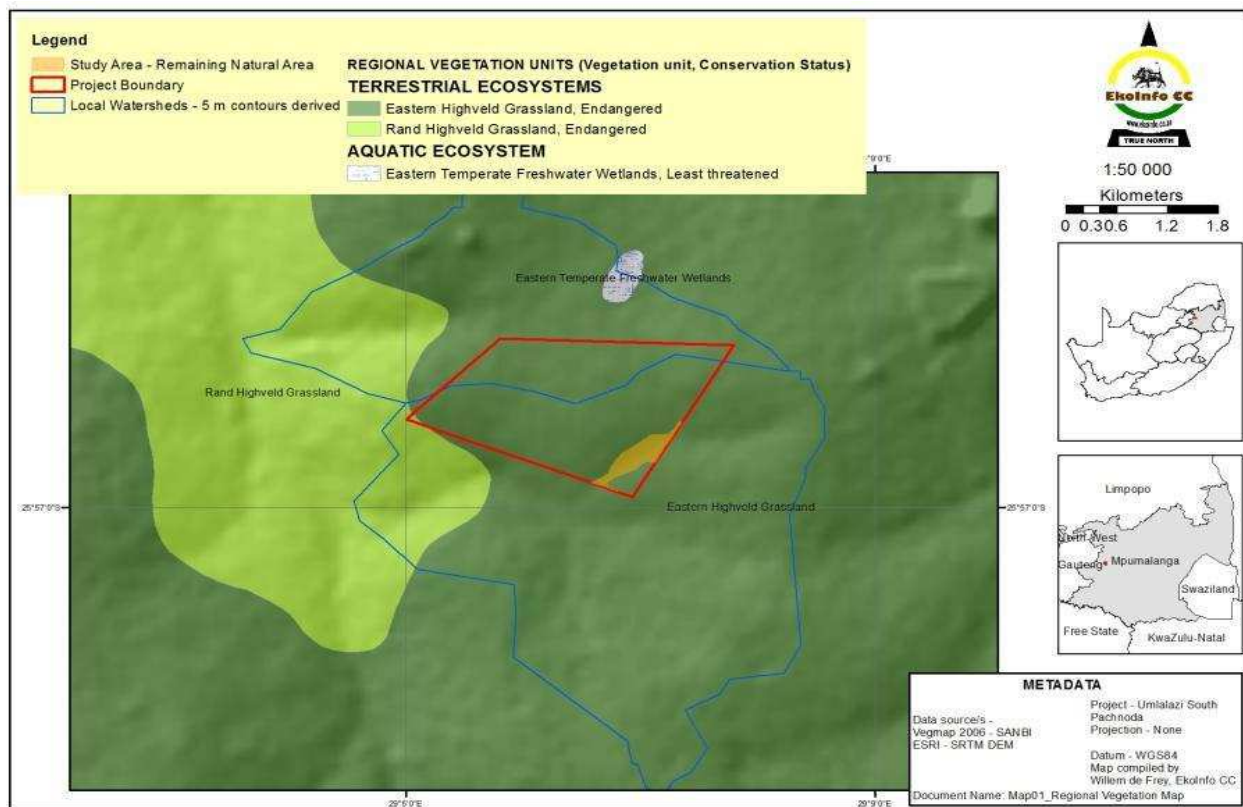 Legend
Study Area - Remaining Natural Area
Project Boundary
Local Watersheds - 5 m contours derived
REGIONAL VEGETATION UNITS (Vegetation unit, Conservation Status)
TERRESTRIAL ECOSYSTEMS
Eastern Highveld Grassland, Endangered
Rand Highveld Grassland, Endangered
AQUATIC ECOSYSTEM
Eastern Temperate Freshwater Wetlands, Least threatened
EkoInfo CC
www.ekoinfo.co.za
TRUE NORTH
1:50 000
Kilometers
0 0.30.6 1.2 1.8
9'0"E
Eastern Temperate Freshwater Wetlands
Rand Highveld Grassland
Eastern Highveld Grassland
25°57'0"S
25°57'0"S
29°5'0"E
29°9'0"E
Limpopo
North-West
Gauteng
Mpumalanga
Swaziland
Free State
KwaZulu-Natal
METADATA
Data source/s -
Vegmap 2006 - SANBI
ESRI - SRTM DEM
Project - Umlalazi South
Pachnoda
Projection - None
Datum - WGS84
Map compiled by
Willem de Frey, EkoInfo CC
Document Name: Map01_Regional Vegetation Map